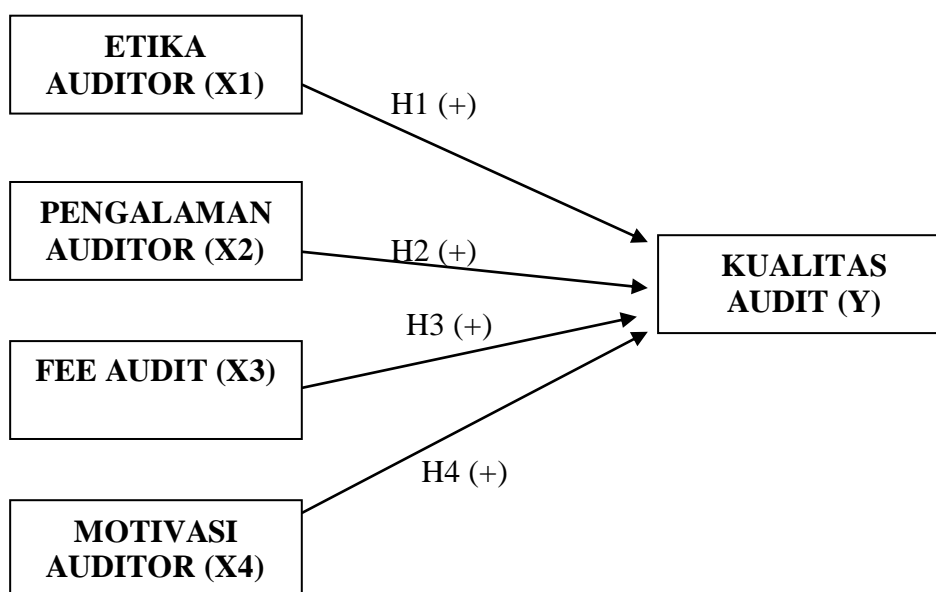 ETIKA
AUDITOR (X1)
H1 (+)
PENGALAMAN
AUDITOR (X2)
H2 (+)
KUALITAS
AUDIT (Y)
H3 (+)
FEE AUDIT (X3)
H4 (+)
MOTIVASI
AUDITOR (X4)